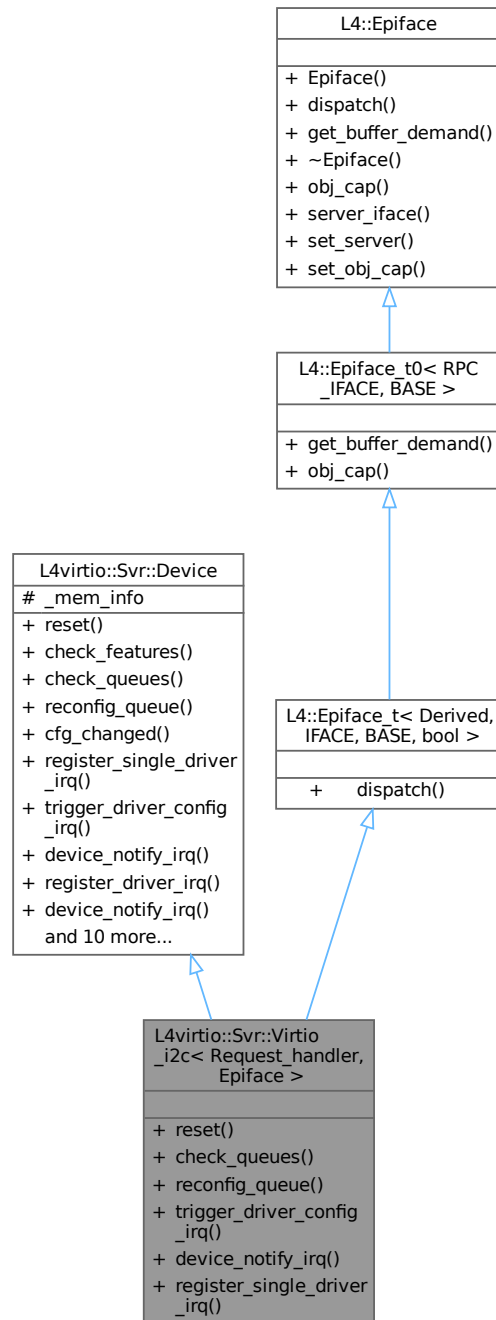 L4::Epiface
+ Epiface()
+ dispatch()
+ get_buffer_demand()
+ ~Epiface()
+ obj_cap()
+ server_iface()
+ set_server()
+ set_obj_cap()
L4::Epiface_t0< RPC
_IFACE, BASE >
+ get_buffer_demand()
+ obj_cap()
L4virtio::Svr::Device
# _mem_info
+ reset()
+ check_features()
+ check_queues()
+ reconfig_queue()
+ cfg_changed()
+ register_single_driver
_irq()
+ trigger_driver_config
_irq()
+ device_notify_irq()
+ register_driver_irq()
+ device_notify_irq()
and 10 more...
L4::Epiface_t< Derived,
IFACE, BASE, bool >
+ dispatch()
L4virtio::Svr::Virtio
_i2c< Request_handler,
Epiface >
+ reset()
+ check_queues()
+ reconfig_queue()
+ trigger_driver_config
_irq()
+ device_notify_irq()
+ register_single_driver
_irq()